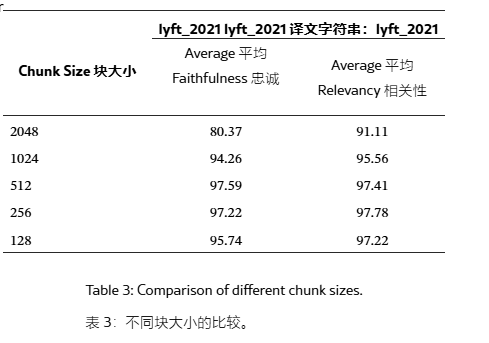 lyft_2021 lyft_2021 译文字符串：lyft_2021
Chunk Size 块大小
Average 平均
Faithfulness 忠诚
Average 平均
Relevancy 相关性
2048 80.37 91.11
1024 94.26 95.56
512 97.59 97.41
256 97.22 97.78
128 95.74 97.22
Table 3: Comparison of different chunk sizes.
表 3：不同块大小的比较。